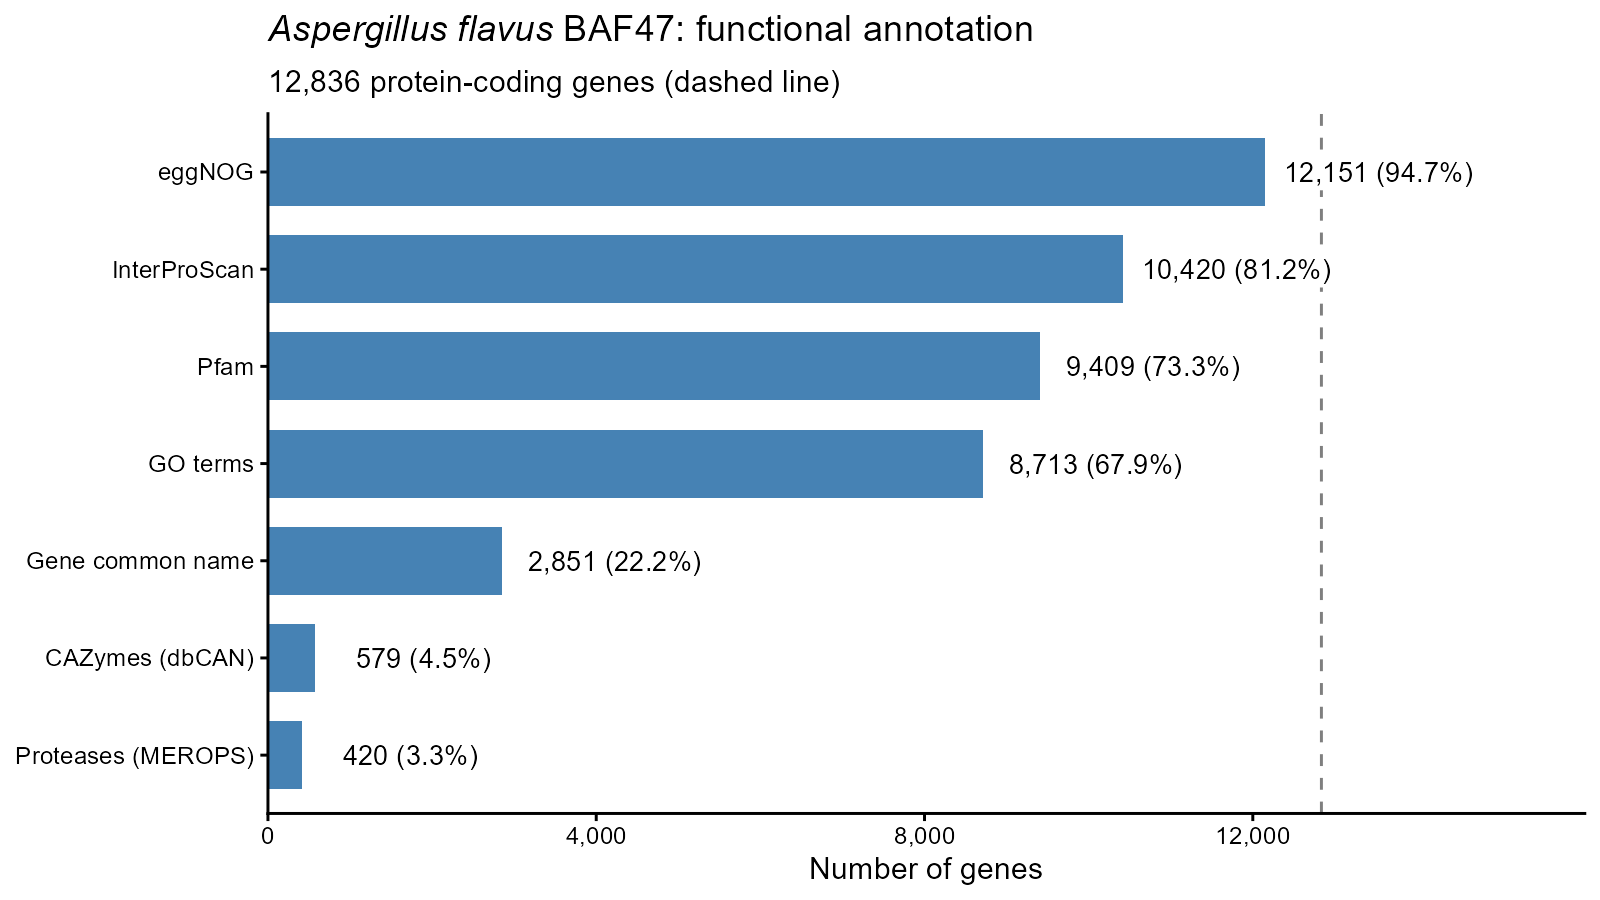 Aspergillus flavus BAF47: functional annotation
12,836 protein-coding genes (dashed line)
eggNOG 12,151 (94.7%)
InterProScan 10,420 (81.2%)
Pfam 9,409 (73.3%)
GO terms 8,713 (67.9%)
Gene common name 2,851 (22.2%)
CAZymes (dbCAN) 579 (4.5%)
Proteases (MEROPS) 420 (3.3%)
0 4,000 8,000 12,000
Number of genes